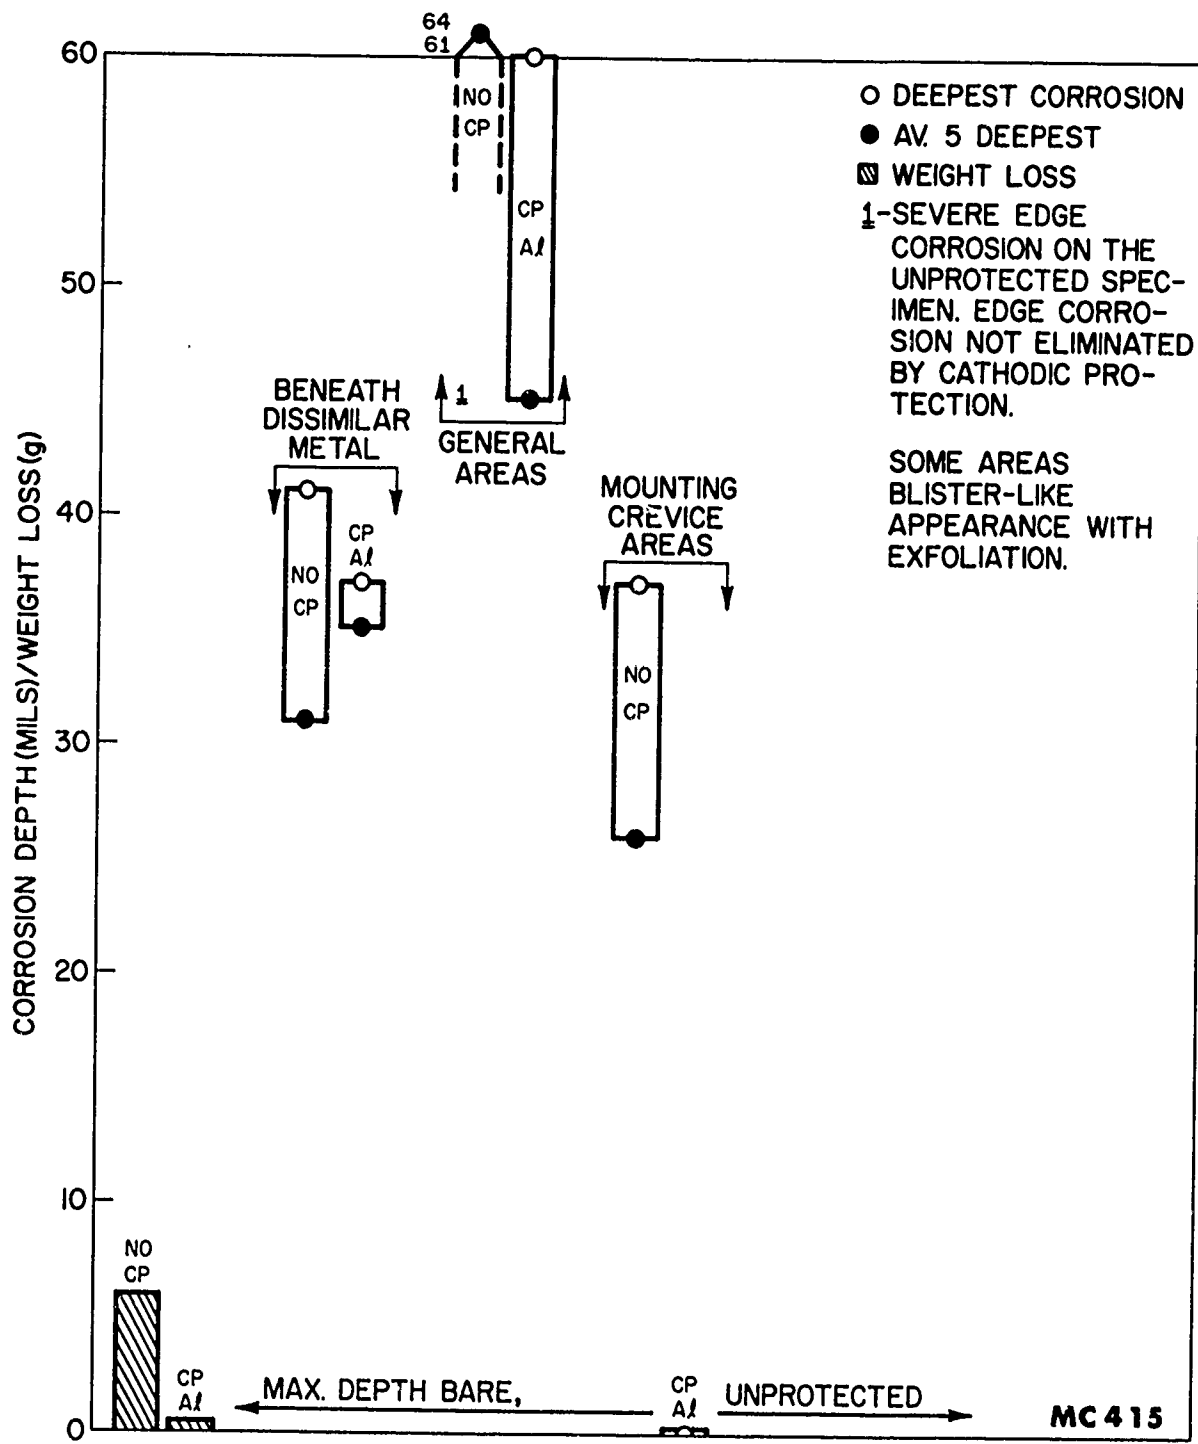 64
61
60
50
40
30
20
10
0
CORROSION DEPTH (MILS)/WEIGHT LOSS (g)
NO
CP
CP
Al
○ DEEPEST CORROSION
● AV. 5 DEEPEST
WEIGHT LOSS
1-SEVERE EDGE
CORROSION ON THE
UNPROTECTED SPEC-
IMEN. EDGE CORRO-
SION NOT ELIMINATED
BY CATHODIC PRO-
TECTION.
SOME AREAS
BLISTER-LIKE
APPEARANCE WITH
EXFOLIATION.
1
GENERAL
AREAS
BENEATH
DISSIMILAR
METAL
NO
CP
CP
Al
MOUNTING
CREVICE
AREAS
NO
CP
NO
CP
CP
Al
MAX. DEPTH BARE,
CP
Al
UNPROTECTED
MC415